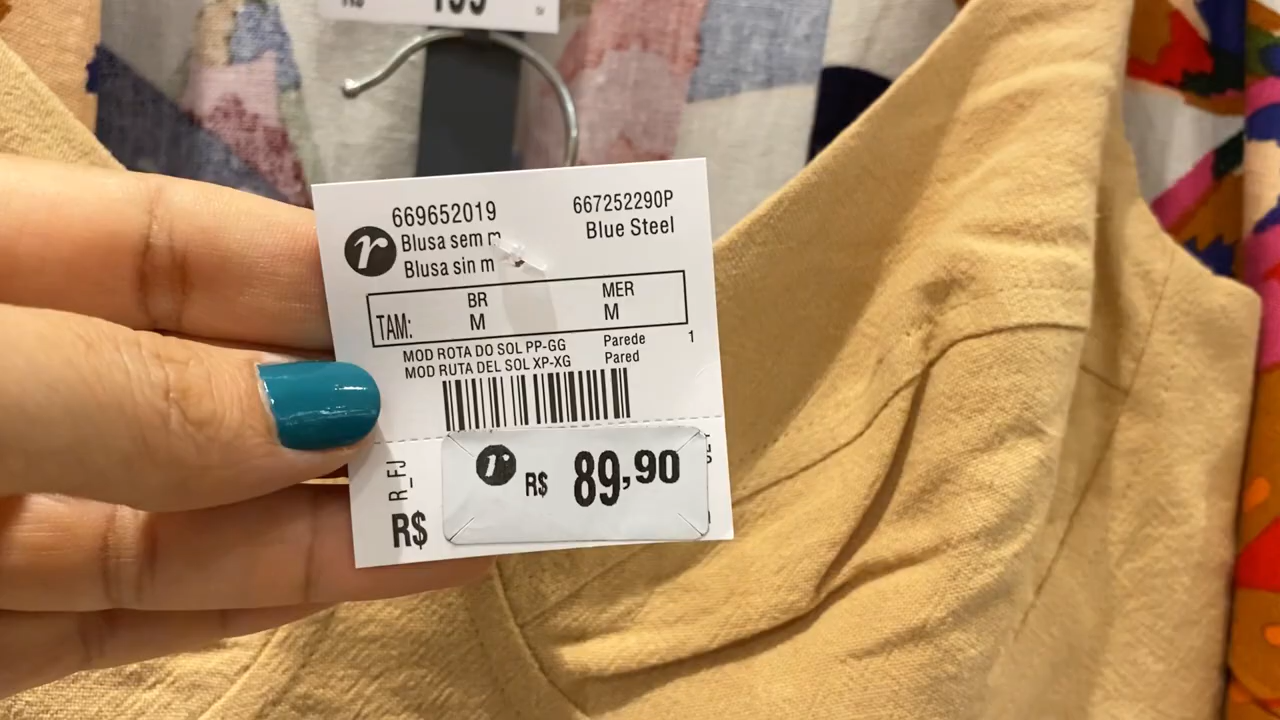 R$ 199
669652019
667252290P
r
Blusa sem m
Blue Steel
Blusa sin m
BR
MER
TAM:
M
M
MOD ROTA DO SOL PP-GG
Parede
1
MOD RUTA DEL SOL XP-XG
Pared
R_FJ
r R$ 89,90
R$